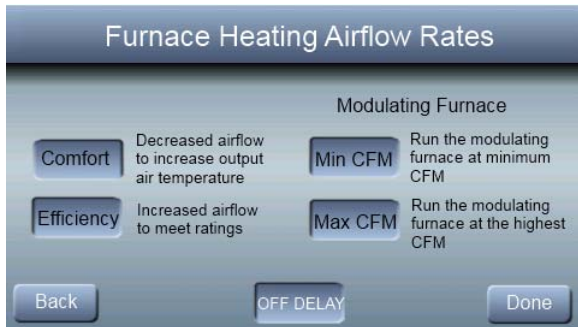 Furnace Heating Airflow Rates
Modulating Furnace
Comfort
Decreased airflow
to increase output
air temperature
Min CFM
Run the modulating
furnace at minimum
CFM
Efficiency
Increased airflow
to meet ratings
Max CFM
Run the modulating
furnace at the highest
CFM
Back
OFF DELAY
Done